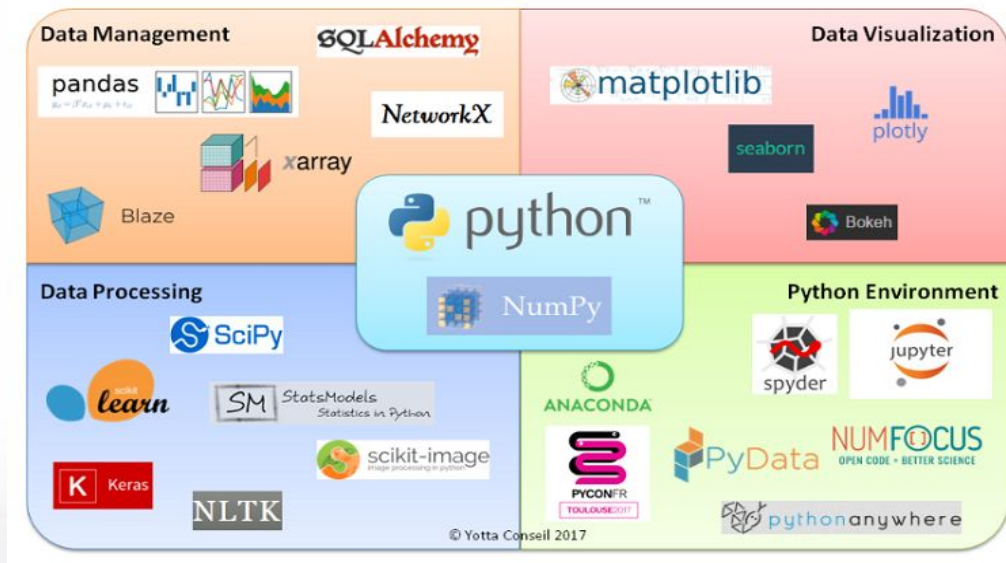 Data Management
SQLAlchemy
pandas
NetworkX
xarray
Blaze
Data Visualization
matplotlib
plotly
seaborn
Bokeh
python™
NumPy
Data Processing
SciPy
scikit
learn
SM StatsModels
Statistics in Python
scikit-image
image processing in python
K Keras
NLTK
Python Environment
spyder
jupyter
ANACONDA
PyData
NUMFOCUS
OPEN CODE = BETTER SCIENCE
PYCONFR
TOULOUSE2017
pythonanywhere
© Yotta Conseil 2017